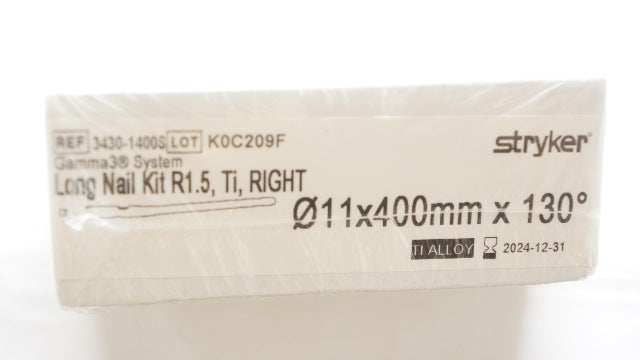 REF 3430-1400S LOT K0C209F
stryker
Gamma3® System
Long Nail Kit R1.5, Ti, RIGHT
Ø11x400mm x 130°
TI ALLOY 2024-12-31